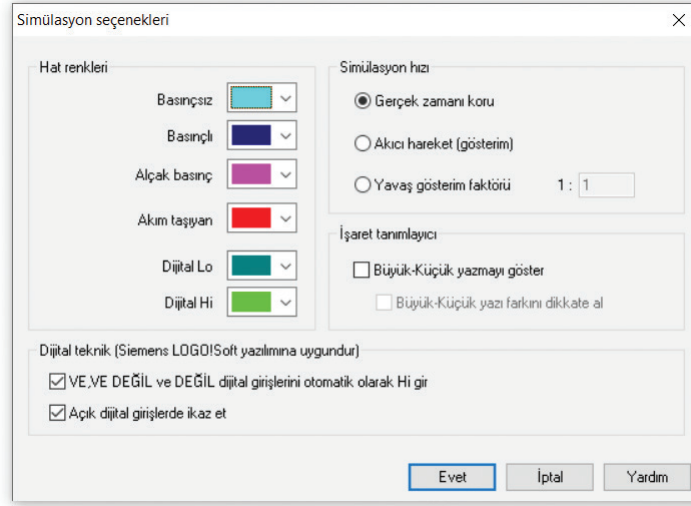 Simülasyon seçenekleri
Hat renkleri
Basınçsız
Basınçlı
Alçak basınç
Akım taşıyan
Dijital Lo
Dijital Hi
Simülasyon hızı
Gerçek zamanı koru
Akıcı hareket (gösterim)
Yavaş gösterim faktörü 1 : 1
İşaret tanımlayıcı
Büyük-Küçük yazmayı göster
Büyük-Küçük yazı farkını dikkate al
Dijital teknik (Siemens LOGO!Soft yazılımına uygundur)
VE,VE DEĞİL ve DEĞİL dijital girişlerini otomatik olarak Hi gir
Açık dijital girişlerde ikaz et
Evet İptal Yardım